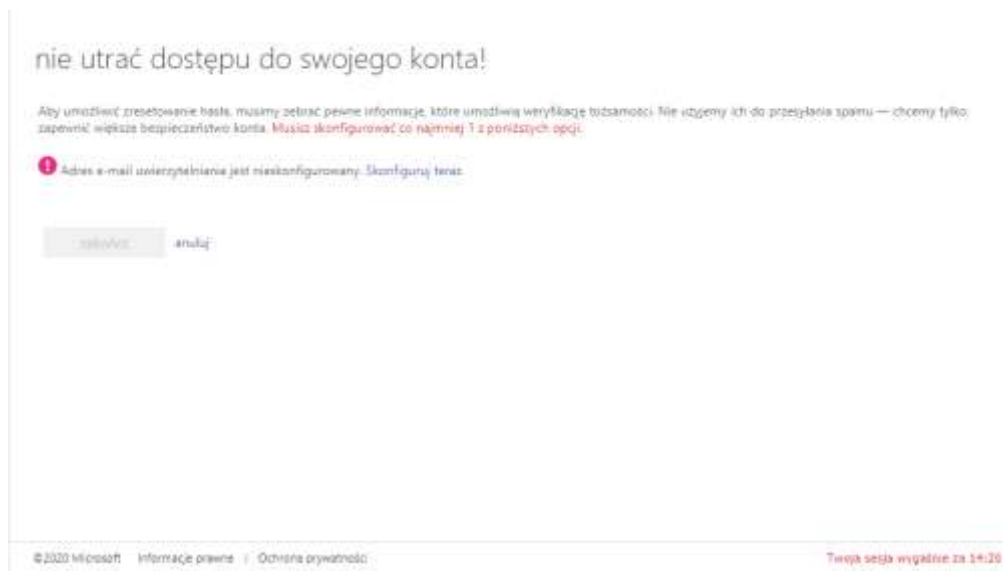 nie utrać dostępu do swojego konta!
Aby umożliwić zresetowanie hasła, musimy zebrać pewne informacje, które umożliwią weryfikację tożsamości. Nie użyjemy ich do przesyłania spamu — chcemy tylko
zapewnić większe bezpieczeństwo konta. Musisz skonfigurować co najmniej 1 z poniższych opcji.
Adres e-mail uwierzytelniania jest nieskonfigurowany. Skonfiguruj teraz
zakończ anuluj
©2020 Microsoft Informacje prawne | Ochrona prywatności
Twoja sesja wygaśnie za 14:20